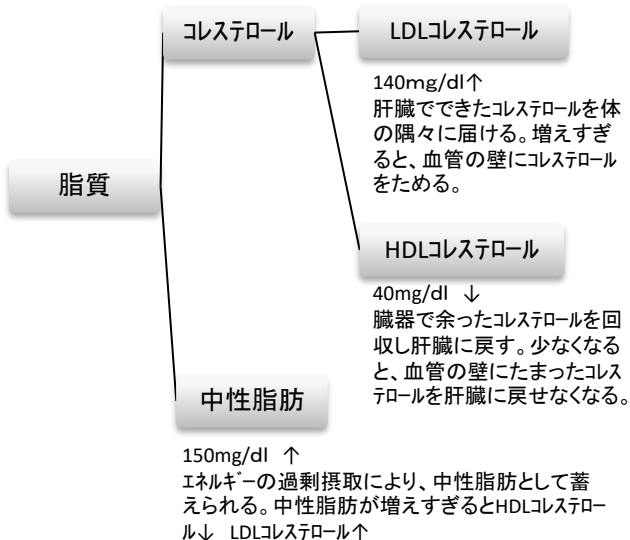 コレステロール
LDLコレステロール
140mg/dl↑
肝臓でできたコレステロールを体
の隅々に届ける。増えすぎ
ると、血管の壁にコレステロール
をためる。
脂質
HDLコレステロール
40mg/dl ↓
臓器で余ったコレステロールを回
収し肝臓に戻す。少なくなる
と、血管の壁にたまったコレス
テロールを肝臓に戻せなくなる。
中性脂肪
150mg/dl ↑
エネルギーの過剰摂取により、中性脂肪として蓄
えられる。中性脂肪が増えすぎるとHDLコレステロー
ル↓ LDLコレステロール↑